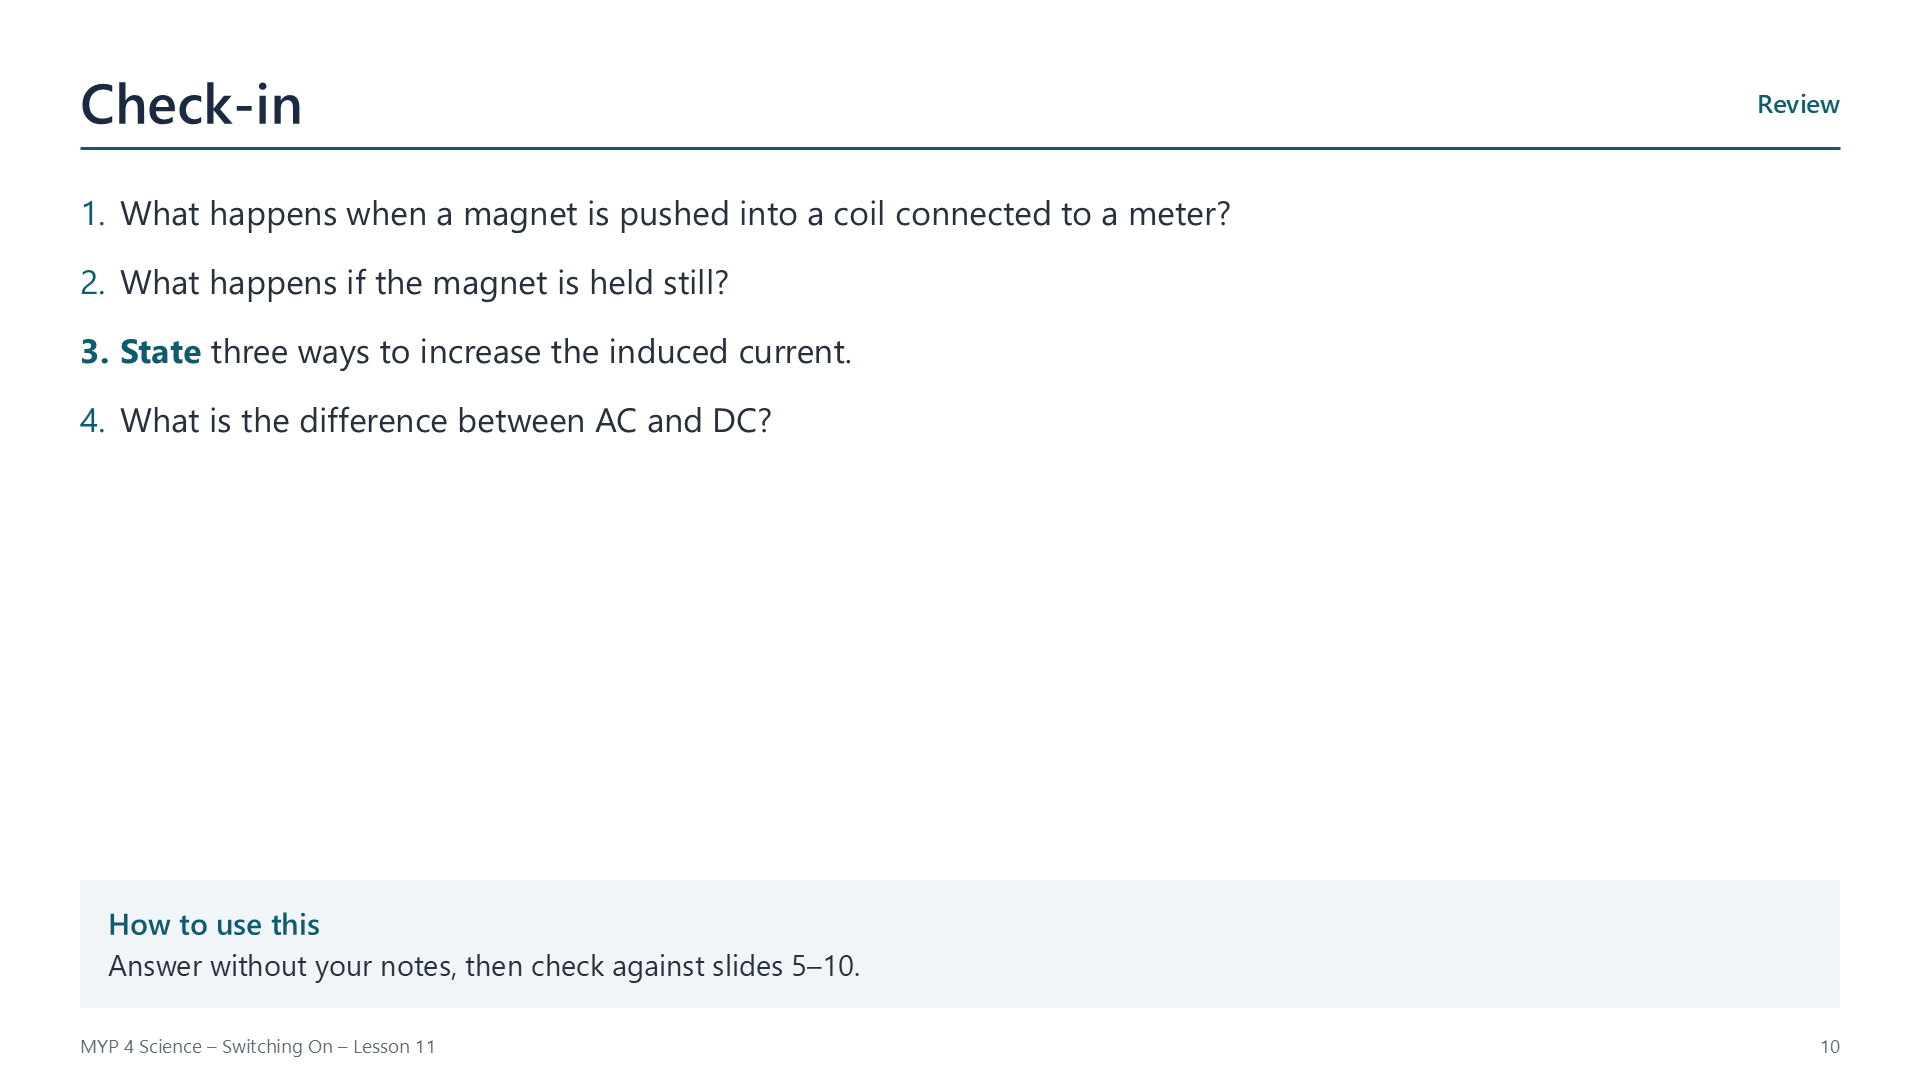 Check-in
Review
1. What happens when a magnet is pushed into a coil connected to a meter?
2. What happens if the magnet is held still?
3. State three ways to increase the induced current.
4. What is the difference between AC and DC?
How to use this
Answer without your notes, then check against slides 5–10.
MYP 4 Science – Switching On – Lesson 11
10